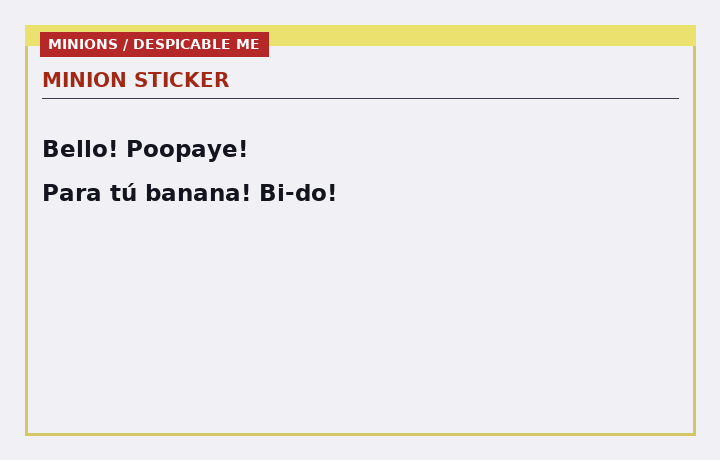 MINIONS / DESPICABLE ME
MINION STICKER
Bello! Poopaye!
Para tú banana! Bi-do!